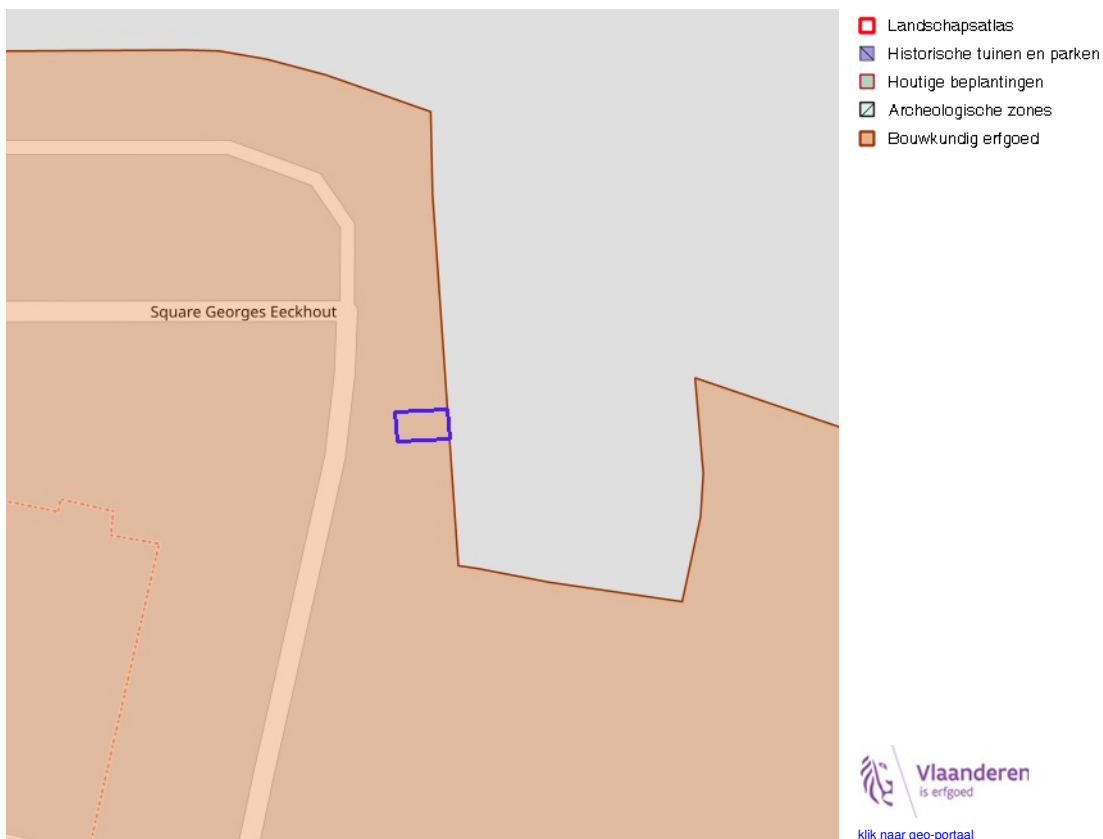 Landschapsatlas
Historische tuinen en parken
Houtige beplantingen
Archeologische zones
Bouwkundig erfgoed
Square Georges Eeckhout
Vlaanderen
is erfgoed
klik naar geo-portaal